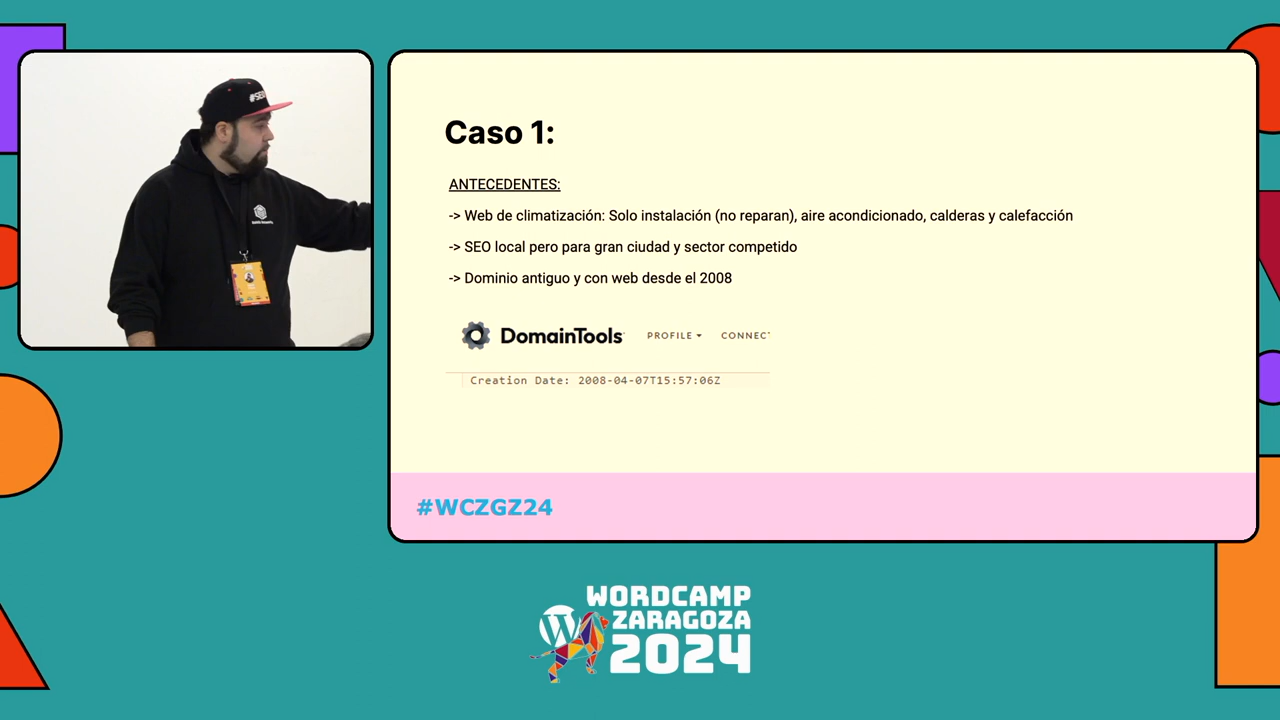 #SEO
Caso 1:
ANTECEDENTES:
-> Web de climatización: Solo instalación (no reparan), aire acondicionado, calderas y calefacción
-> SEO local pero para gran ciudad y sector competido
-> Dominio antiguo y con web desde el 2008
DomainTools PROFILE CONNECT
Creation Date: 2008-04-07T15:57:06Z
#WCZGZ24
WORDCAMP
ZARAGOZA
2024